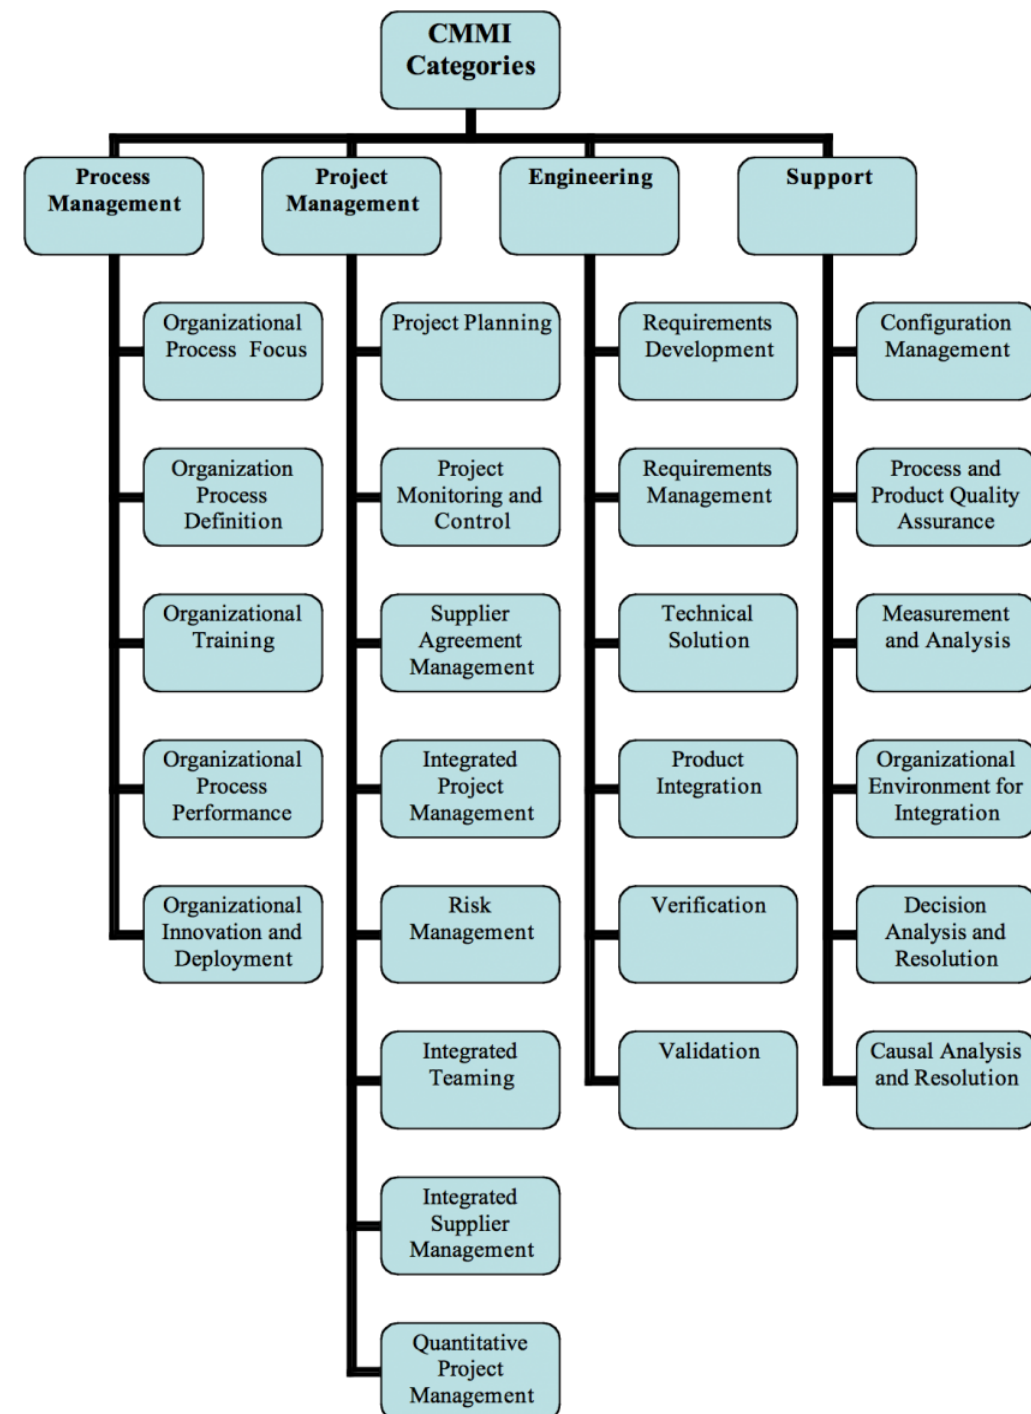 CMMI
Categories
Process
Management
Project
Management
Engineering
Support
Organizational
Process Focus
Project Planning
Requirements
Development
Configuration
Management
Organization
Process
Definition
Project
Monitoring and
Control
Requirements
Management
Process and
Product Quality
Assurance
Organizational
Training
Supplier
Agreement
Management
Technical
Solution
Measurement
and Analysis
Organizational
Process
Performance
Integrated
Project
Management
Product
Integration
Organizational
Environment for
Integration
Organizational
Innovation and
Deployment
Risk
Management
Verification
Decision
Analysis and
Resolution
Integrated
Teaming
Validation
Causal Analysis
and Resolution
Integrated
Supplier
Management
Quantitative
Project
Management